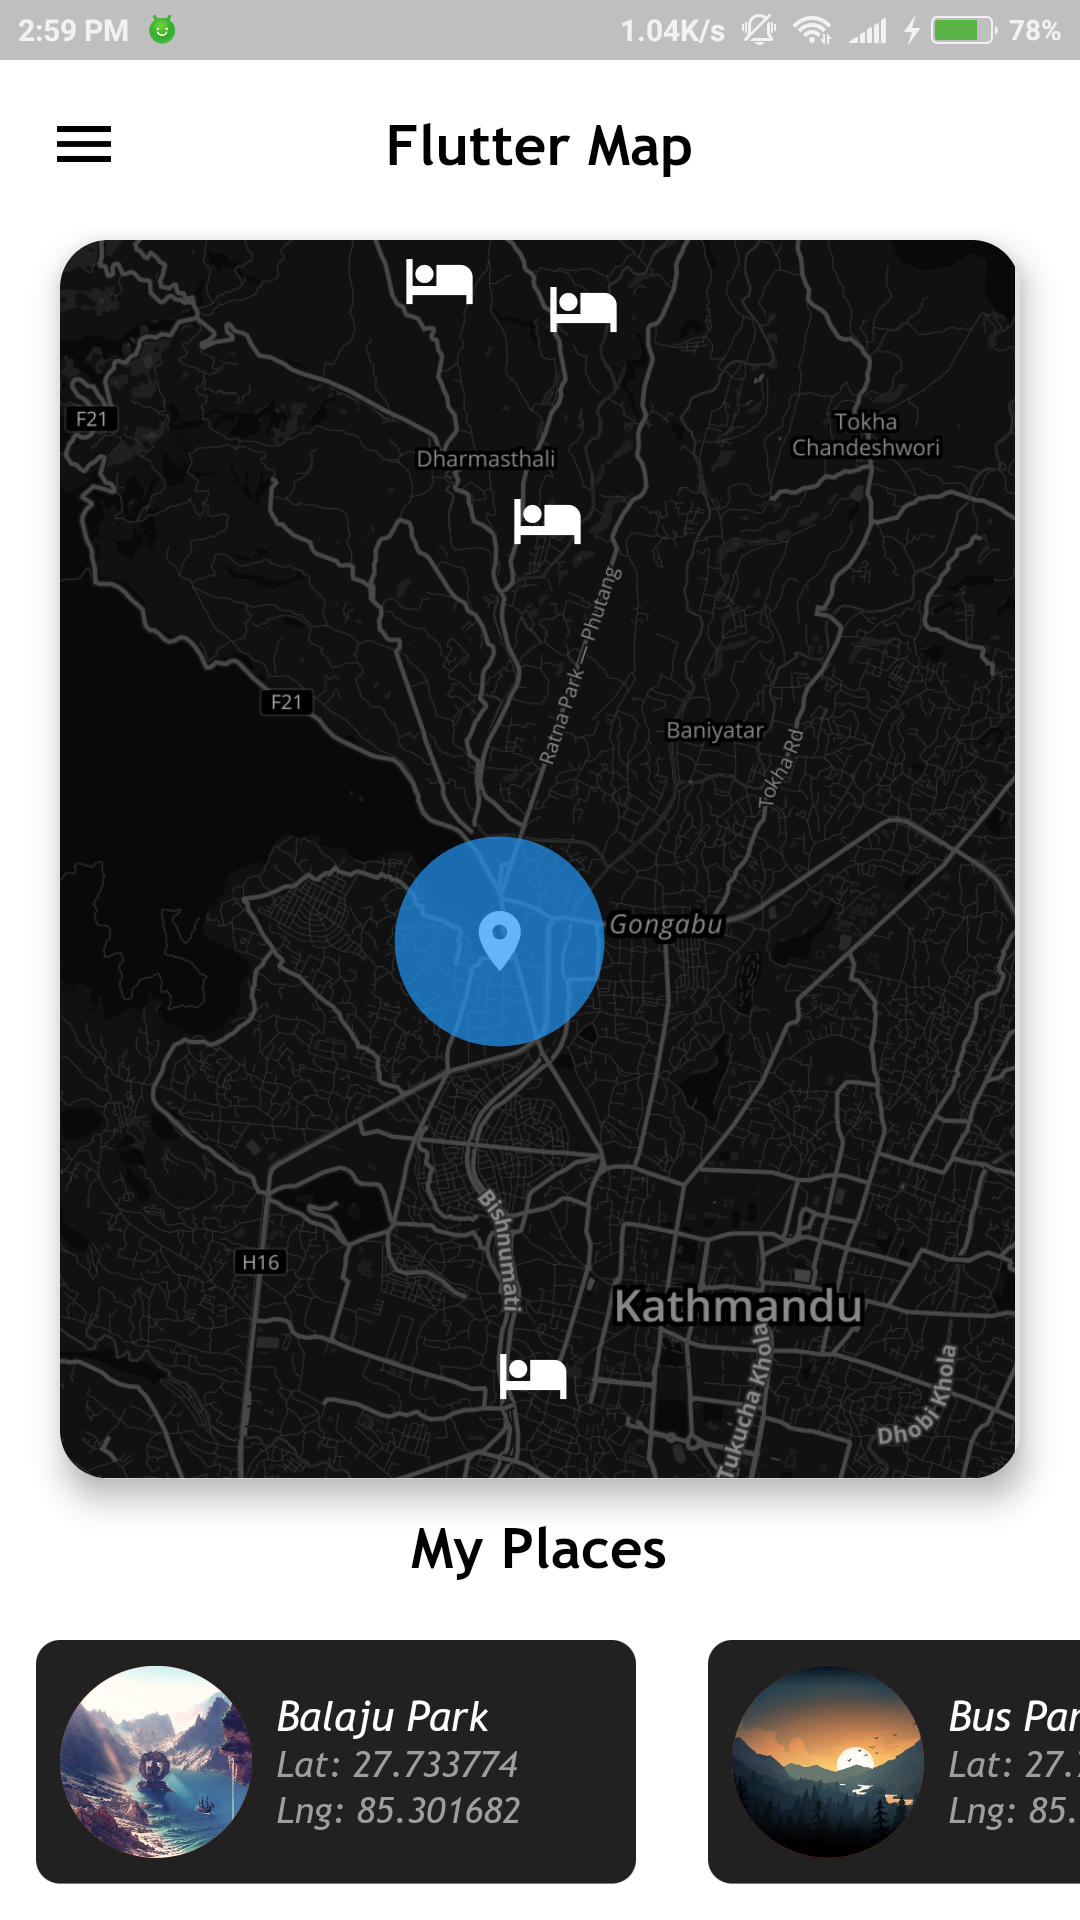 2:59 PM 1.04K/s 78%
Flutter Map
F21
Tokha
Chandeshwori
Dharmasthali
Ratna Park — Phutang
F21
Baniyatar
Tokha Rd
Gongabu
Bishnumati
H16
Kathmandu
Tukucha Khola
Dhobi Khola
My Places
Balaju Park
Lat: 27.733774
Lng: 85.301682
Bus Par
Lat: 27.
Lng: 85.